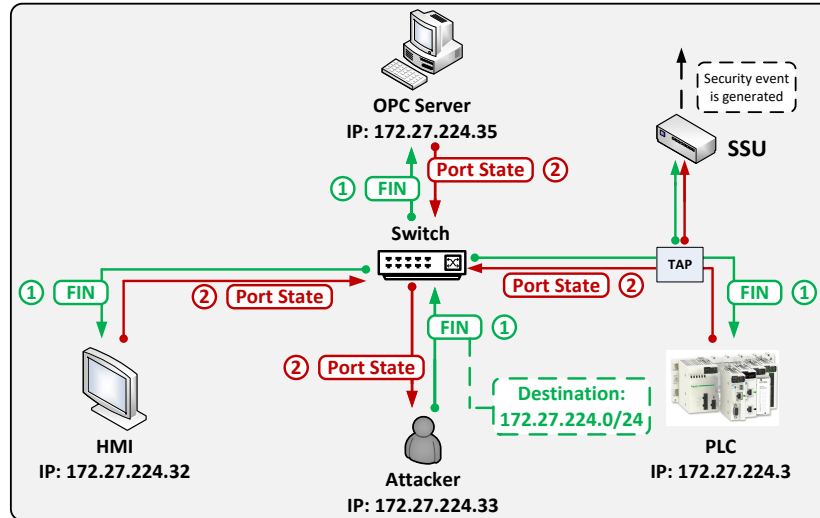 OPC Server
IP: 172.27.224.35
Security event
is generated
SSU
① FIN
Port State ②
Switch
TAP
① FIN
② Port State
Port State ②
FIN ①
FIN ①
② Port State
Destination:
172.27.224.0/24
HMI
IP: 172.27.224.32
Attacker
IP: 172.27.224.33
PLC
IP: 172.27.224.3